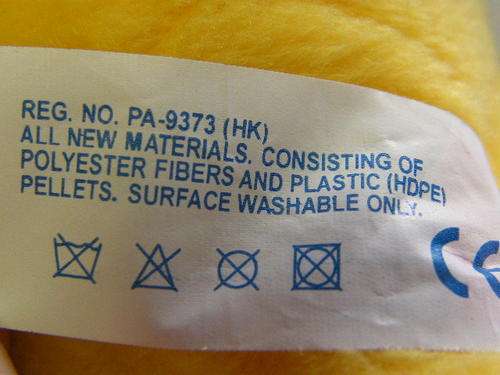 REG. NO. PA-9373 (HK)
ALL NEW MATERIALS. CONSISTING OF
POLYESTER FIBERS AND PLASTIC (HDPE)
PELLETS. SURFACE WASHABLE ONLY.
CE